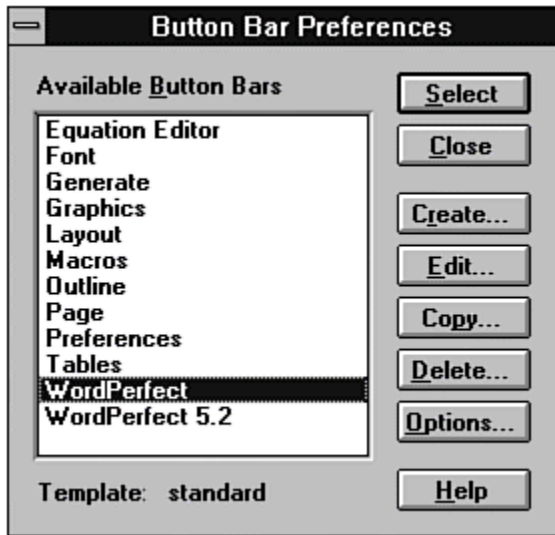 Button Bar Preferences
Available Button Bars
Equation Editor
Font
Generate
Graphics
Layout
Macros
Outline
Page
Preferences
Tables
WordPerfect
WordPerfect 5.2
Template: standard
Select
Close
Create...
Edit...
Copy...
Delete...
Options...
Help